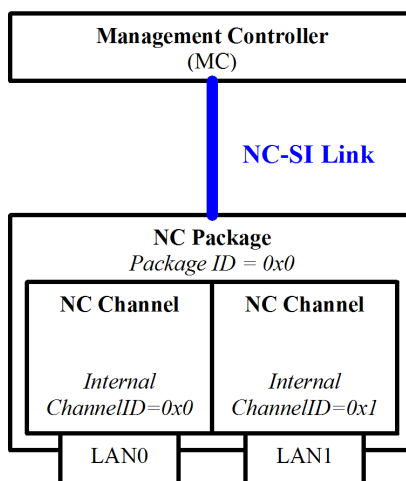 Management Controller
(MC)
NC-SI Link
NC Package
Package ID = 0x0
NC Channel
Internal
ChannelID=0x0
NC Channel
Internal
ChannelID=0x1
LAN0
LAN1